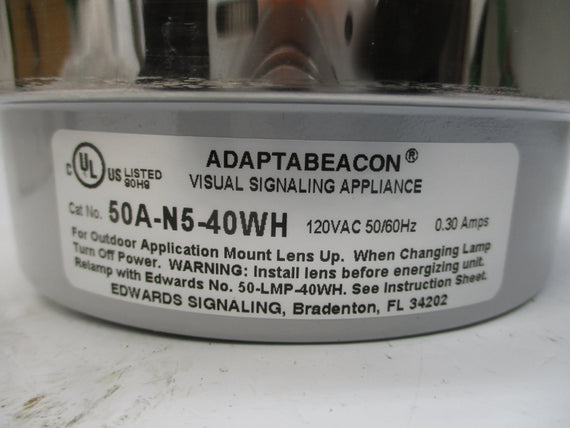 C UL US LISTED
90H9
ADAPTABEACON®
VISUAL SIGNALING APPLIANCE
Cat No. 50A-N5-40WH 120VAC 50/60Hz 0.30 Amps
For Outdoor Application Mount Lens Up. When Changing Lamp
Turn Off Power. WARNING: Install lens before energizing unit.
Relamp with Edwards No. 50-LMP-40WH. See Instruction Sheet.
EDWARDS SIGNALING, Bradenton, FL 34202